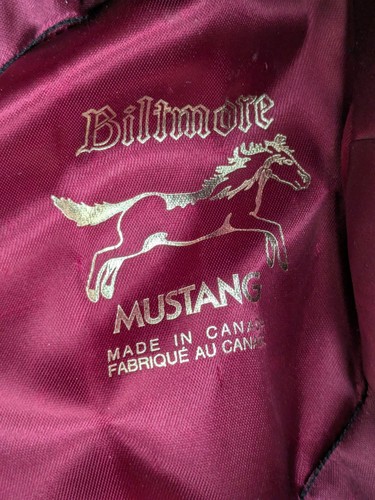 Biltmore
MUSTANG
MADE IN CANA
FABRIQUÉ AU CANA